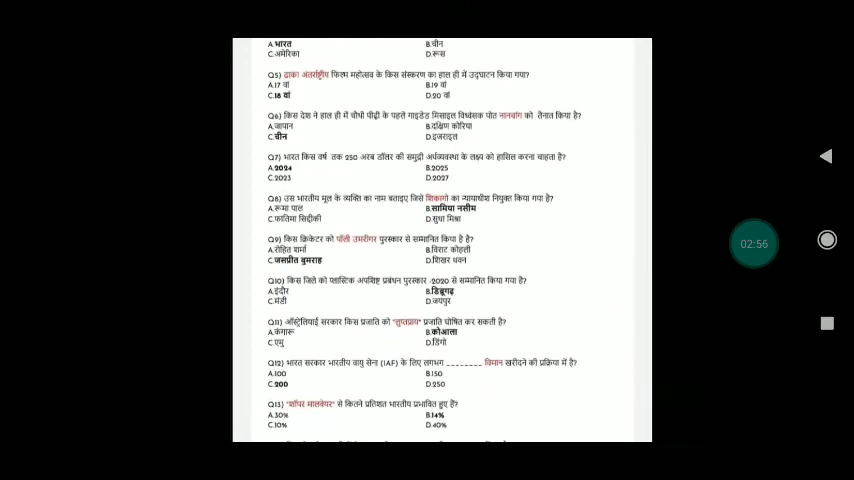 A.भारत B.चीन
C.अमेरिका D.रूस
Q5) ढाका अंतर्राष्ट्रीय फिल्म महोत्सव के किस संस्करण का हाल ही में उद्घाटन किया गया?
A.17 वां B.19 वां
C.18 वां D.20 वां
Q6) किस देश ने हाल ही में चौथी पीढ़ी के पहले गाइडेड मिसाइल विध्वंसक पोत नानचांग को तैनात किया है?
A.जापान B.दक्षिण कोरिया
C.चीन D.इजराइल
Q7) भारत किस वर्ष तक 250 अरब डॉलर की समुद्री अर्थव्यवस्था के लक्ष्य को हासिल करना चाहता है?
A.2024 B.2025
C.2023 D.2027
Q8) उस भारतीय मूल के व्यक्ति का नाम बताइए जिसे शिकागो का न्यायाधीश नियुक्त किया गया है?
A.रूमा पाल B.सामिया नसीम
C.फातिमा सिद्दीकी D.सुधा मिश्रा
Q9) किस क्रिकेटर को पॉली उमरीगर पुरस्कार से सम्मानित किया है है?
A.रोहित शर्मा B.विराट कोहली
C.जसप्रीत बुमराह D.शिखर धवन
Q10) किस जिले को प्लास्टिक अपशिष्ट प्रबंधन पुरस्कार -2020 से सम्मानित किया गया है?
A.इंदौर B.डिब्रूगढ़
C.मंडी D.जयपुर
Q11) ऑस्ट्रेलियाई सरकार किस प्रजाति को "लुप्तप्राय" प्रजाति घोषित कर सकती है?
A.कंगारू B.कोआला
C.एमु D.डिंगो
Q12) भारत सरकार भारतीय वायु सेना (IAF) के लिए लगभग ________ विमान खरीदने की प्रक्रिया में है?
A.100 B.150
C.200 D.250
Q13) "शॉपर मालवेयर" से कितने प्रतिशत भारतीय प्रभावित हुए हैं?
A.30% B.14%
C.10% D.40%
02:56